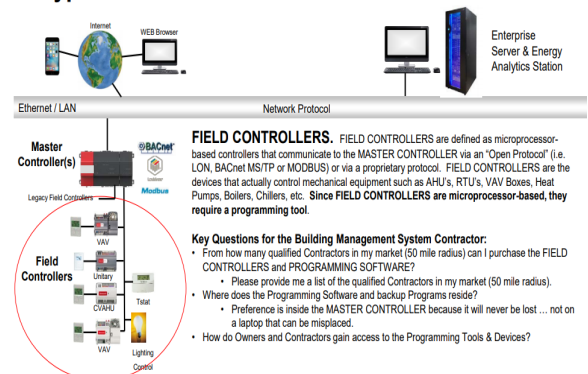 Internet
WEB Browser
Enterprise
Server & Energy
Analytics Station
Ethernet / LAN
Network Protocol
Master
Controller(s)
BACnet
Modbus
Legacy Field Controllers
FIELD CONTROLLERS. FIELD CONTROLLERS are defined as microprocessor-
based controllers that communicate to the MASTER CONTROLLER via an “Open Protocol” (i.e.
LON, BACnet MS/TP or MODBUS) or via a proprietary protocol. FIELD CONTROLLERS are the
devices that actually control mechanical equipment such as AHU's, RTU's, VAV Boxes, Heat
Pumps, Boilers, Chillers, etc. Since FIELD CONTROLLERS are microprocessor-based, they
require a programming tool.
Field
Controllers
VAV
Unitary
CVAHU
VAV
Tstat
Lighting
Control
Key Questions for the Building Management System Contractor:
• From how many qualified Contractors in my market (50 mile radius) can I purchase the FIELD
CONTROLLERS and PROGRAMMING SOFTWARE?
• Please provide me a list of the qualified Contractors in my market (50 mile radius).
• Where does the Programming Software and backup Programs reside?
• Preference is inside the MASTER CONTROLLER because it will never be lost … not on
a laptop that can be misplaced.
• How do Owners and Contractors gain access to the Programming Tools & Devices?